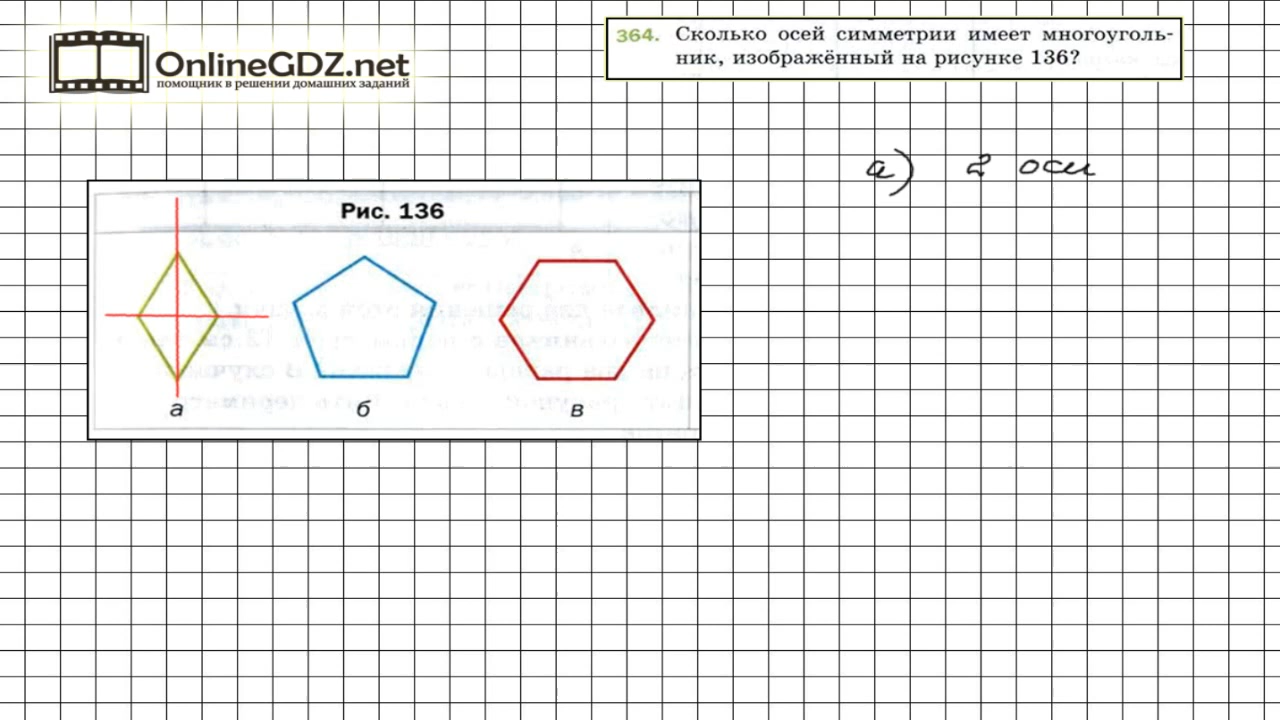 OnlineGDZ.net
помощник в решении домашних заданий
364. Сколько осей симметрии имеет многоуголь-
ник, изображённый на рисунке 136?
а) 2 оси
Рис. 136
а б в